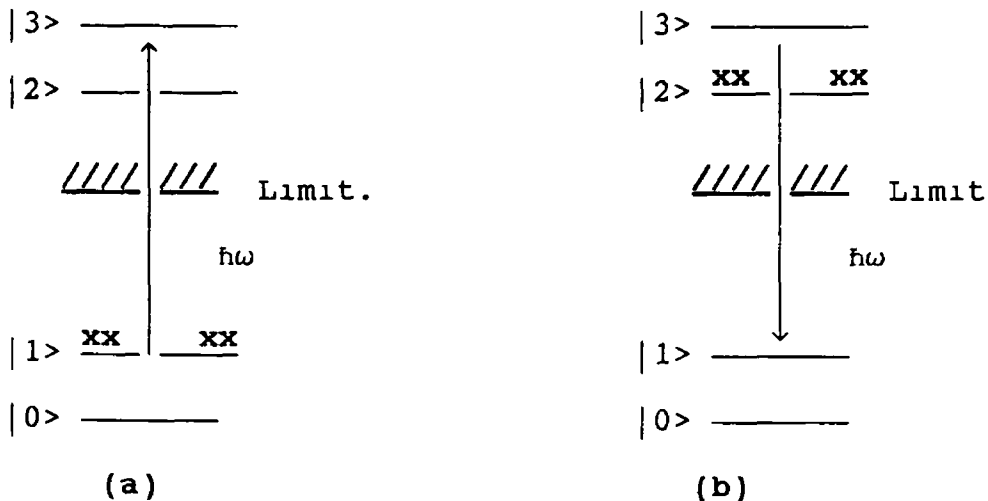 |3> |3>
|2> xx xx |2>
Limit. Limit
ħω ħω
xx xx
|1> |1>
|0> |0>
(a) (b)